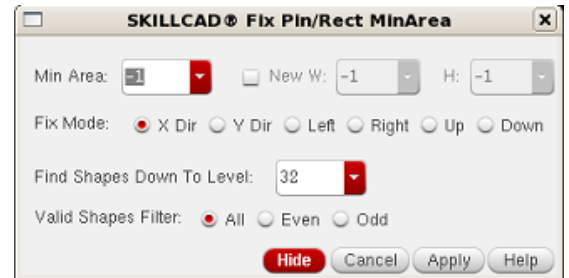 SKILLCAD® Fix Pin/Rect MinArea
Min Area: -1 New W: -1 H: -1
Fix Mode: X Dir Y Dir Left Right Up Down
Find Shapes Down To Level: 32
Valid Shapes Filter: All Even Odd
Hide Cancel Apply Help